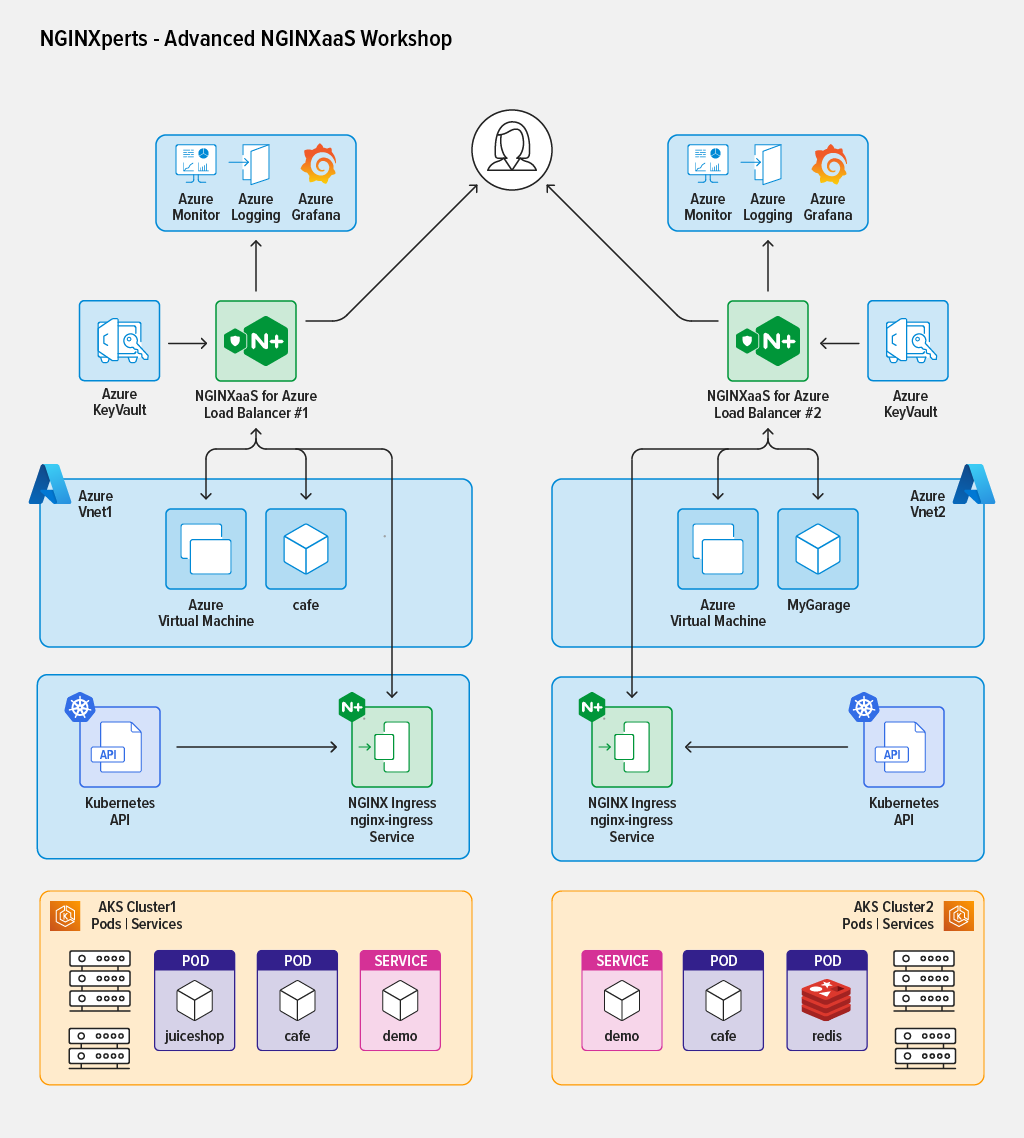 NGINXperts - Advanced NGINXaaS Workshop
Azure
Monitor
Azure
Logging
Azure
Grafana
Azure
Monitor
Azure
Logging
Azure
Grafana
N+
N+
Azure
KeyVault
NGINXaaS for Azure
Load Balancer #1
NGINXaaS for Azure
Load Balancer #2
Azure
KeyVault
Azure
Vnet1
Azure
Virtual Machine
cafe
Azure
Vnet2
Azure
Virtual Machine
MyGarage
API
Kubernetes
API
N+
NGINX Ingress
nginx-ingress
Service
N+
NGINX Ingress
nginx-ingress
Service
API
Kubernetes
API
K
AKS Cluster1
Pods | Services
POD
juiceshop
POD
cafe
SERVICE
demo
AKS Cluster2
Pods | Services
K
SERVICE
demo
POD
cafe
POD
redis